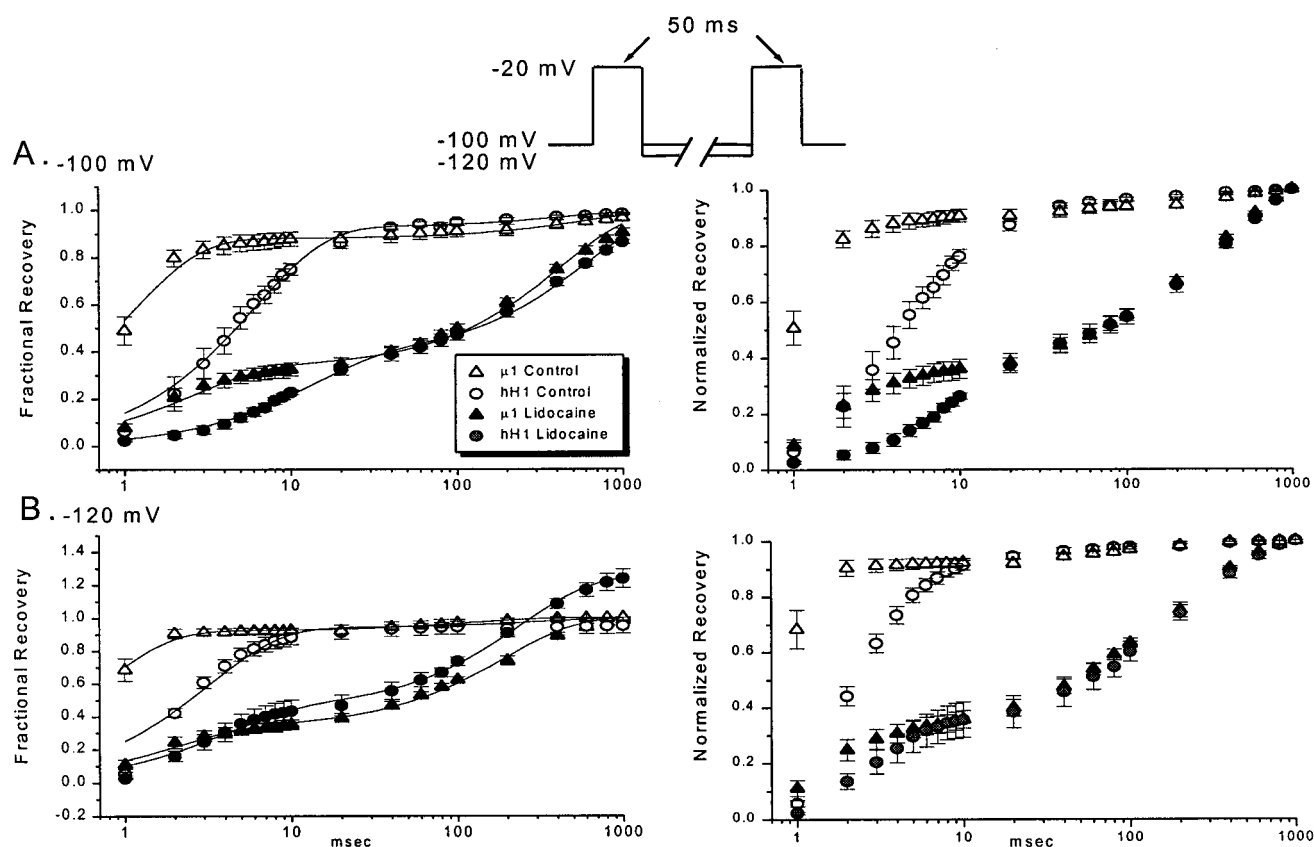 50 ms
-20 mV
-100 mV
-120 mV
A. -100 mV
Fractional Recovery
1.0
0.8
0.6
0.4
0.2
0.0
1
10
100
1000
μ1 Control
hH1 Control
μ1 Lidocaine
hH1 Lidocaine
Normalized Recovery
1.0
0.8
0.6
0.4
0.2
0.0
1
10
100
1000
B. -120 mV
Fractional Recovery
1.4
1.2
1.0
0.8
0.6
0.4
0.2
0.0
-0.2
1
10
100
1000
msec
Normalized Recovery
1.0
0.8
0.6
0.4
0.2
0.0
1
10
100
1000
msec